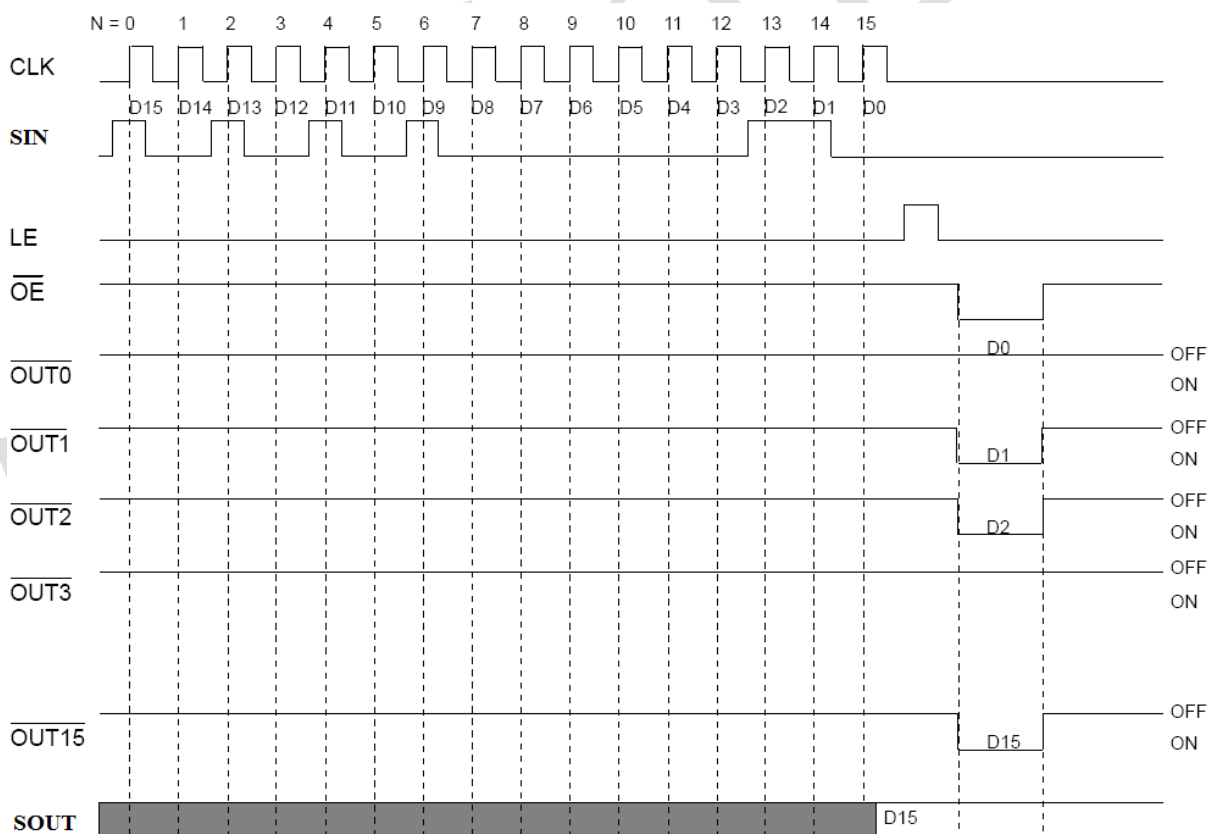 N = 0 1 2 3 4 5 6 7 8 9 10 11 12 13 14 15
CLK
D15 D14 D13 D12 D11 D10 D9 D8 D7 D6 D5 D4 D3 D2 D1 D0
SIN
LE
OE
D0
OFF
OUT0
ON
OFF
OUT1
D1
ON
OFF
OUT2
D2
ON
OFF
OUT3
ON
OFF
OUT15
D15
ON
D15
SOUT